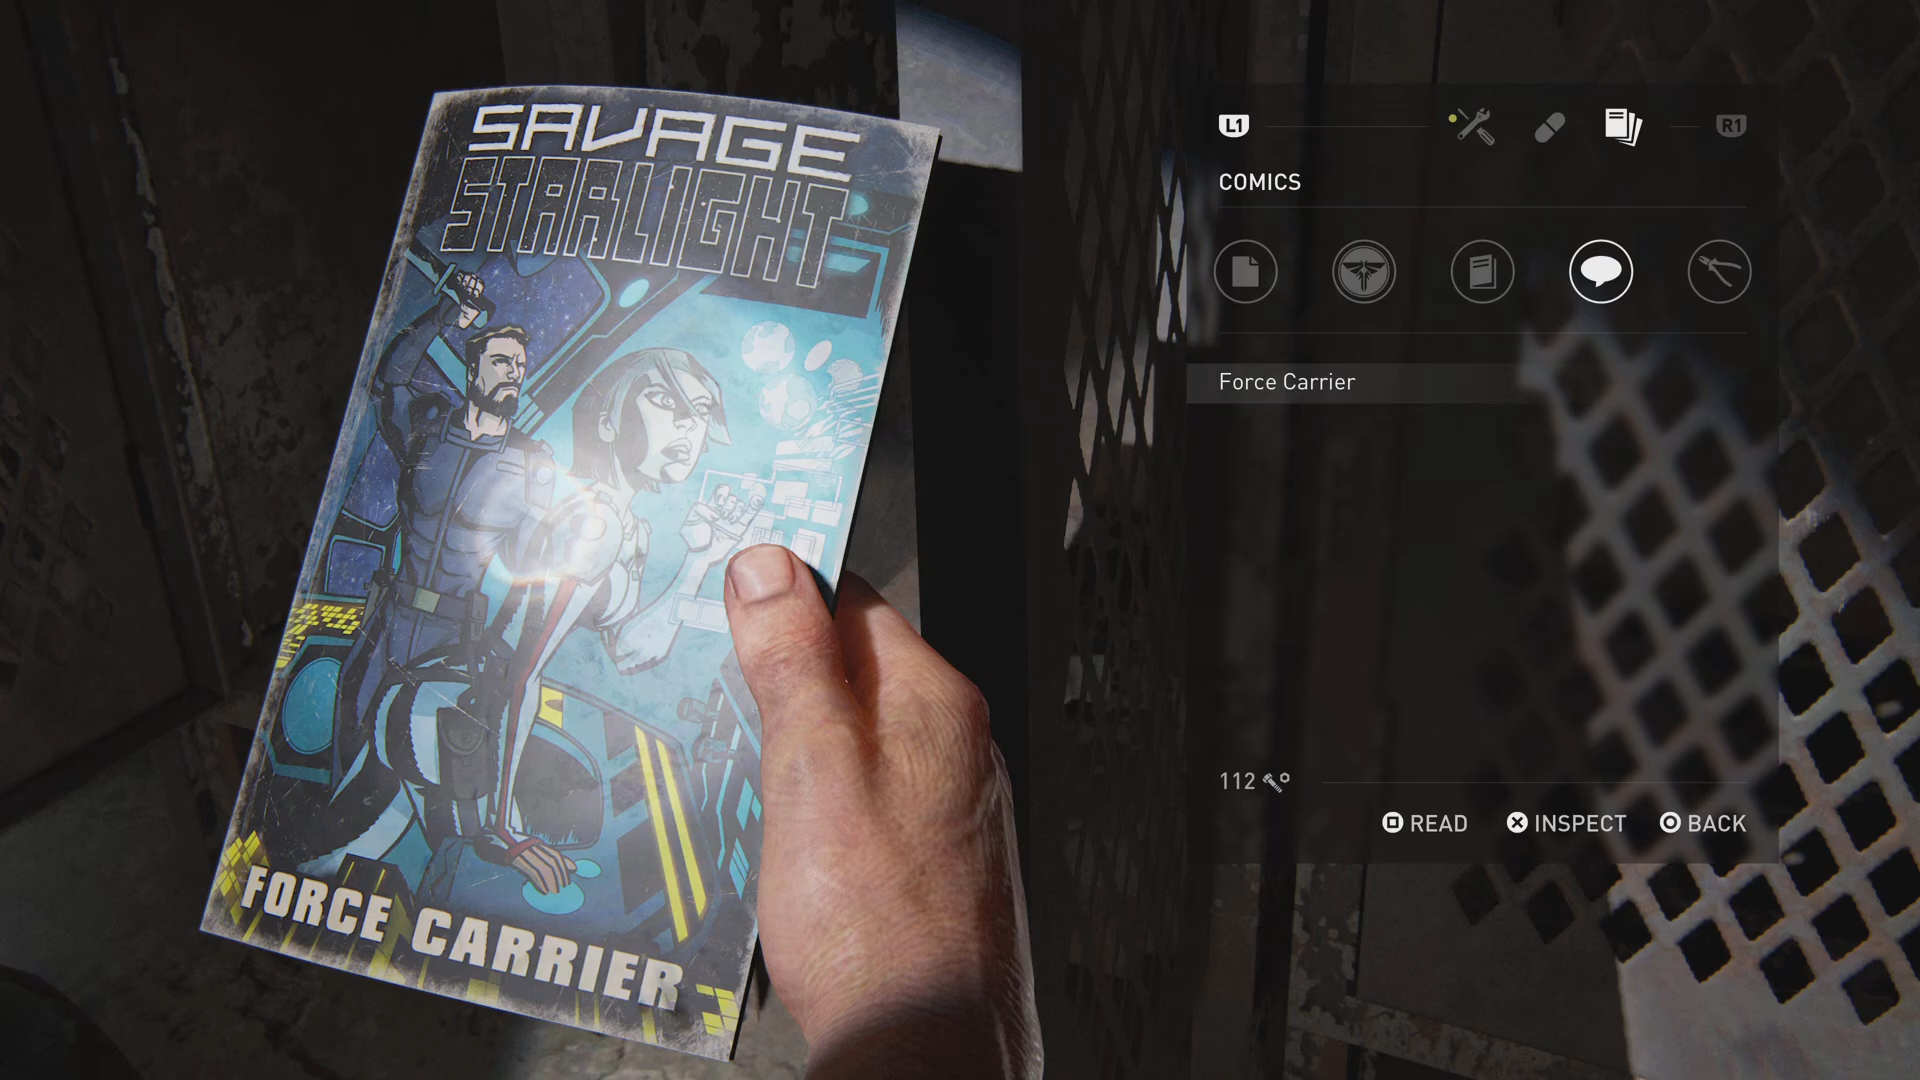 SAVAGE
STARLIGHT
FORCE CARRIER
L1
R1
COMICS
Force Carrier
112
READ
INSPECT
BACK